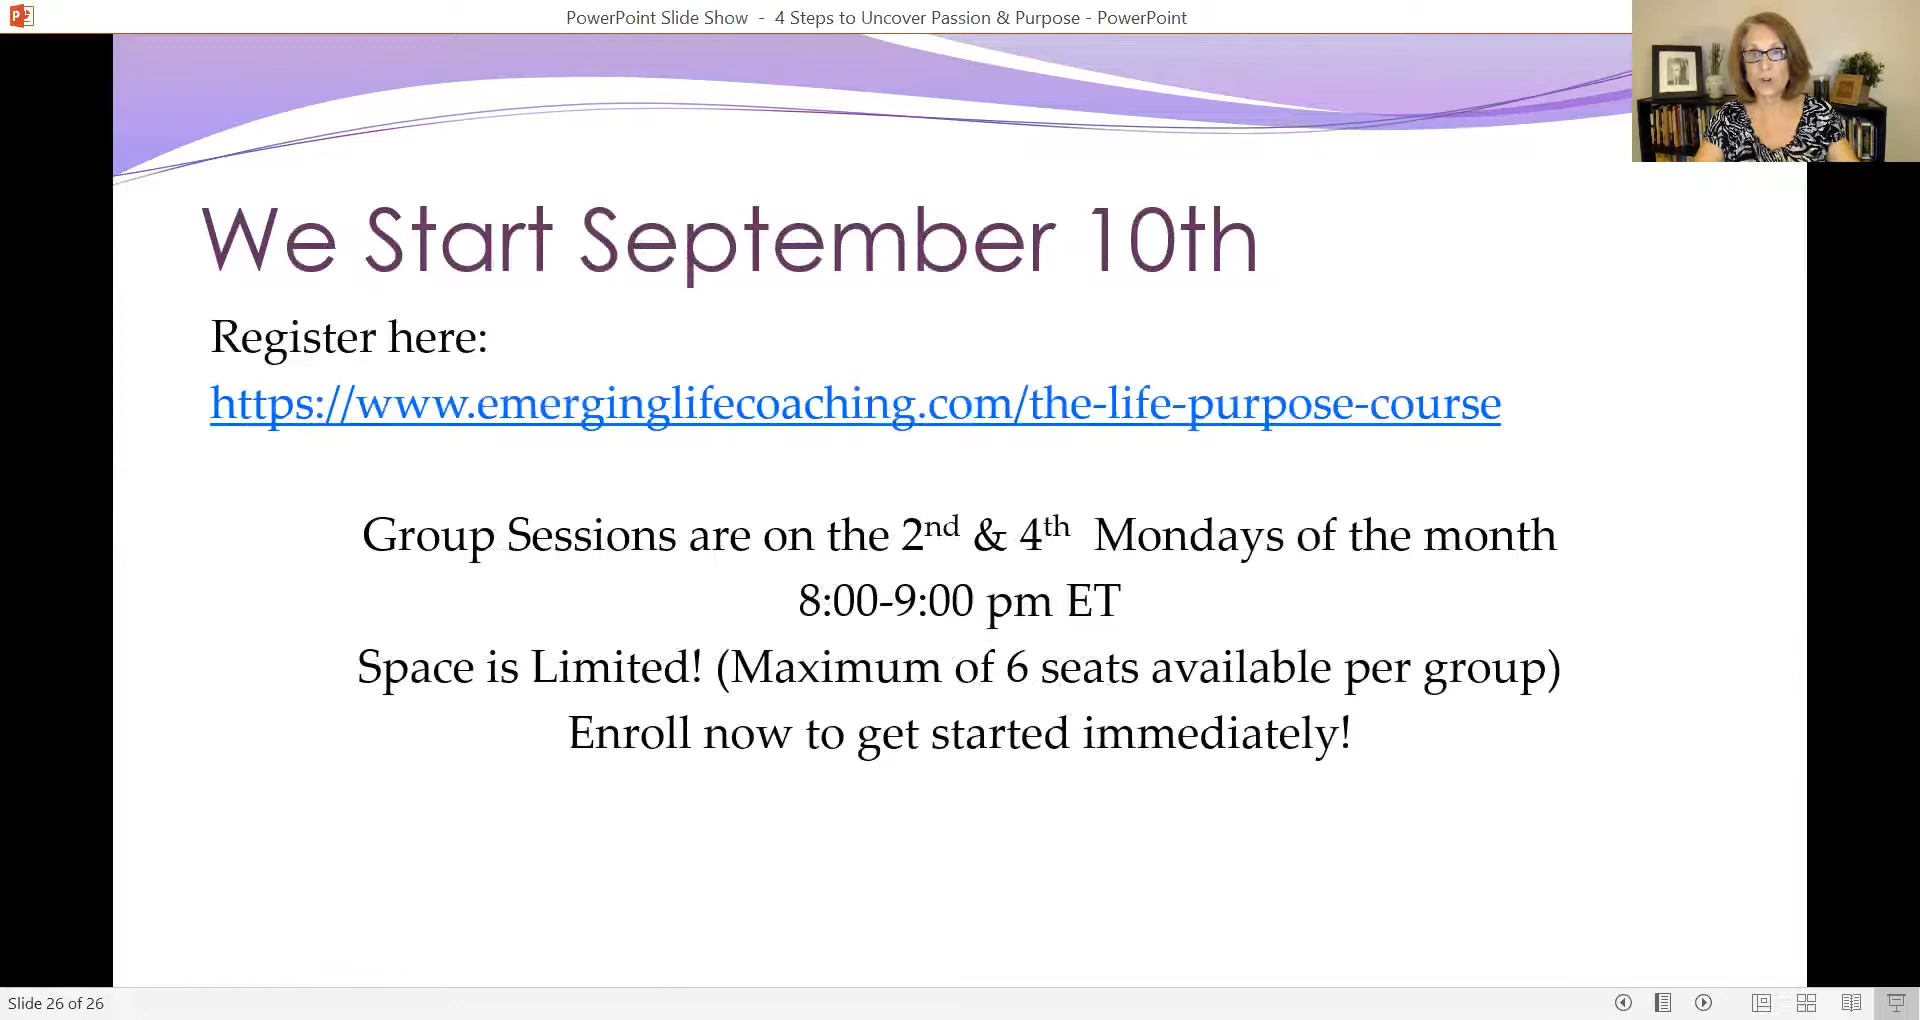 PowerPoint Slide Show - 4 Steps to Uncover Passion & Purpose - PowerPoint
We Start September 10th
Register here:
https://www.emerginglifecoaching.com/the-life-purpose-course
Group Sessions are on the 2nd & 4th Mondays of the month
8:00-9:00 pm ET
Space is Limited! (Maximum of 6 seats available per group)
Enroll now to get started immediately!
Slide 26 of 26